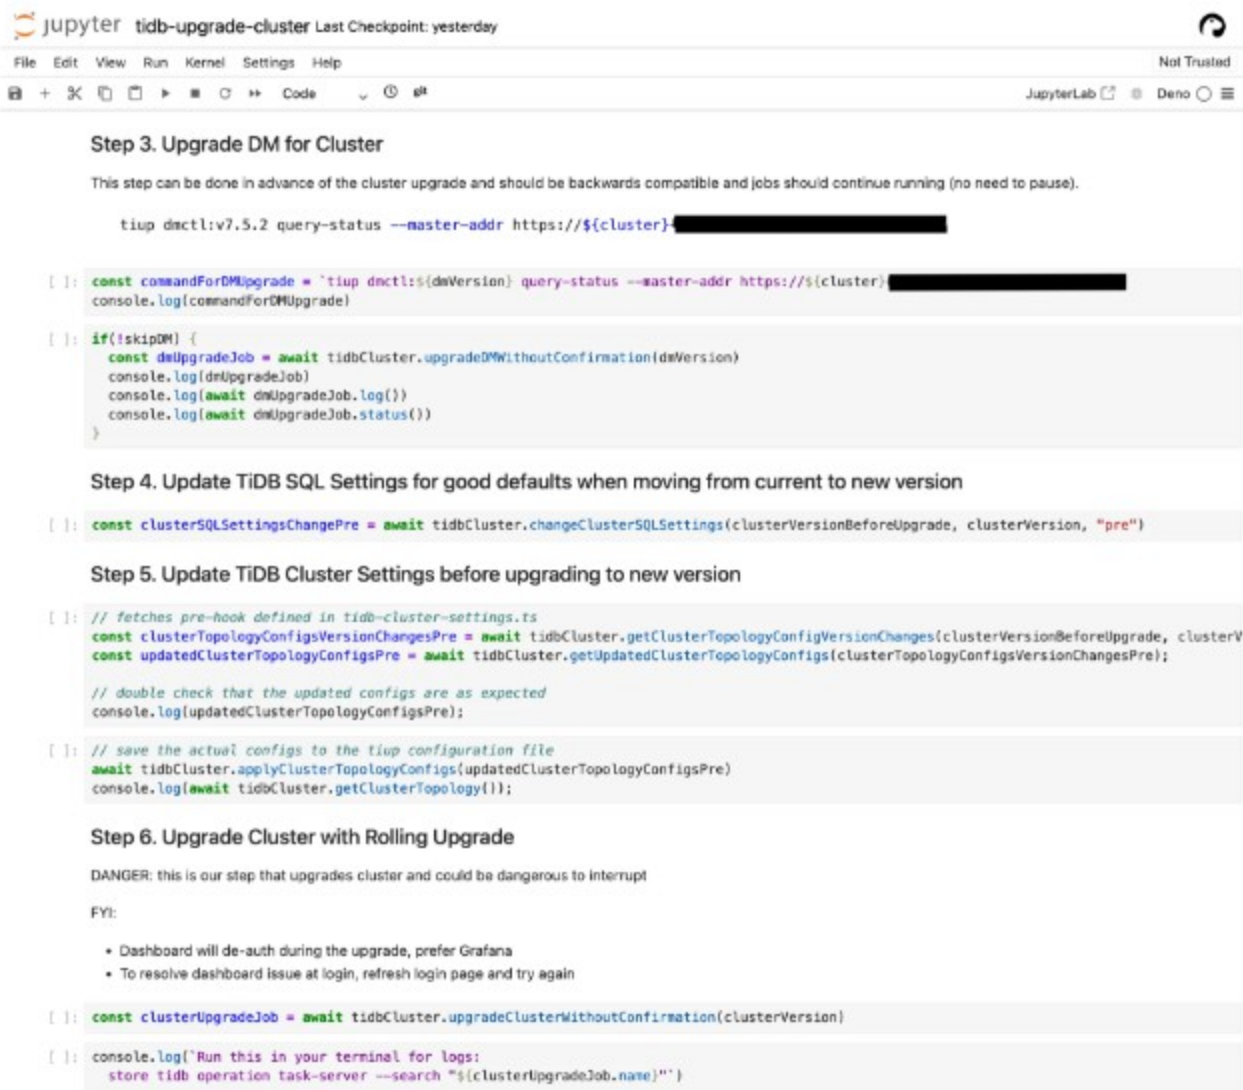 jupyter tidb-upgrade-cluster Last Checkpoint: yesterday
File Edit View Run Kernel Settings Help Not Trusted
Code git JupyterLab Deno
Step 3. Upgrade DM for Cluster
This step can be done in advance of the cluster upgrade and should be backwards compatible and jobs should continue running (no need to pause).
tiup dmctl:v7.5.2 query-status --master-addr https://${cluster}
[ ]: const commandForDMUpgrade = `tiup dmctl:${dmVersion} query-status --master-addr https://${cluster}
console.log(commandForDMUpgrade)
[ ]: if(!skipDM) {
const dmUpgradeJob = await tidbCluster.upgradeDMWithoutConfirmation(dmVersion)
console.log(dmUpgradeJob)
console.log(await dmUpgradeJob.log())
console.log(await dmUpgradeJob.status())
}
Step 4. Update TiDB SQL Settings for good defaults when moving from current to new version
[ ]: const clusterSQLSettingsChangePre = await tidbCluster.changeClusterSQLSettings(clusterVersionBeforeUpgrade, clusterVersion, "pre")
Step 5. Update TiDB Cluster Settings before upgrading to new version
[ ]: // fetches pre-hook defined in tidb-cluster-settings.ts
const clusterTopologyConfigsVersionChangesPre = await tidbCluster.getClusterTopologyConfigVersionChanges(clusterVersionBeforeUpgrade, clusterV
const updatedClusterTopologyConfigsPre = await tidbCluster.getUpdatedClusterTopologyConfigs(clusterTopologyConfigsVersionChangesPre);
// double check that the updated configs are as expected
console.log(updatedClusterTopologyConfigsPre);
[ ]: // save the actual configs to the tiup configuration file
await tidbCluster.applyClusterTopologyConfigs(updatedClusterTopologyConfigsPre)
console.log(await tidbCluster.getClusterTopology());
Step 6. Upgrade Cluster with Rolling Upgrade
DANGER: this is our step that upgrades cluster and could be dangerous to interrupt
FYI:
• Dashboard will de-auth during the upgrade, prefer Grafana
• To resolve dashboard issue at login, refresh login page and try again
[ ]: const clusterUpgradeJob = await tidbCluster.upgradeClusterWithoutConfirmation(clusterVersion)
[ ]: console.log(`Run this in your terminal for logs:
store tidb operation task-server --search "${clusterUpgradeJob.name}"`)